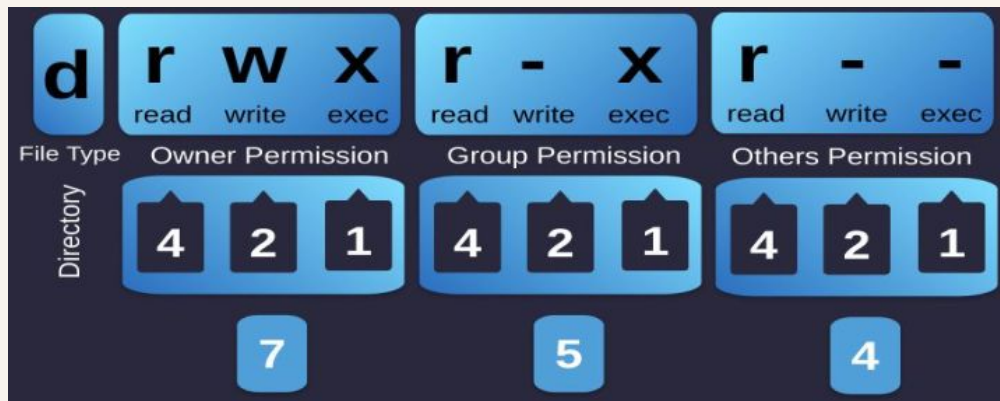 d r w x r - x r - -
read write exec read write exec read write exec
File Type Owner Permission Group Permission Others Permission
Directory
4 2 1 4 2 1 4 2 1
7 5 4